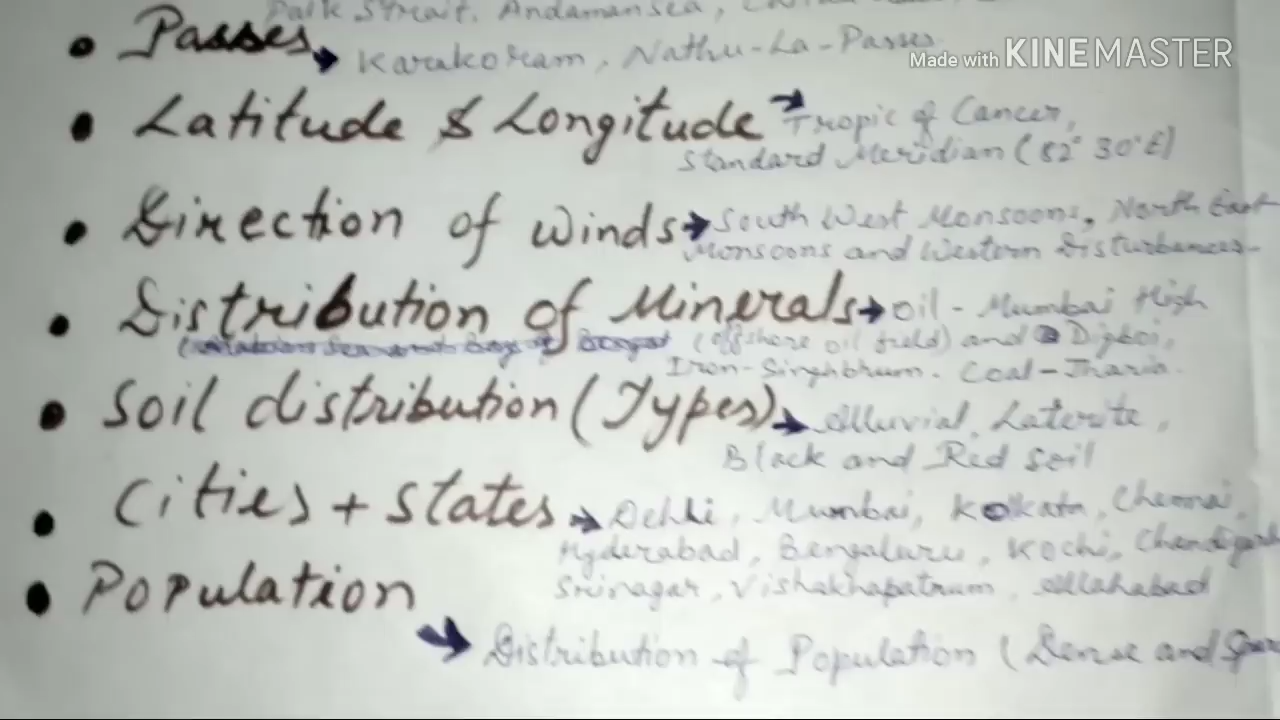 Palk Strait, Andaman Sea,
• Passes → Karakoram, Nathu-La-Passes
Made with KINEMASTER
• Latitude & Longitude → Tropic of Cancer,
Standard Meridian (82° 30'E)
• Direction of winds → South West Monsoons, North East
Monsoons and Western Disturbances
• Distribution of Minerals → Oil - Mumbai High
(offshore oil field) and Digboi,
Iron-Singhbhum. Coal-Jharia.
• Soil distribution (Types) → Alluvial, Laterite,
Black and Red soil
• Cities + States → Dehli, Mumbai, Kolkata, Chennai,
Hyderabad, Bengaluru, Kochi, Chandigarh
Srinagar, Vishakhapatnam, Allahabad
• Population
→ Distribution of Population (Dense and